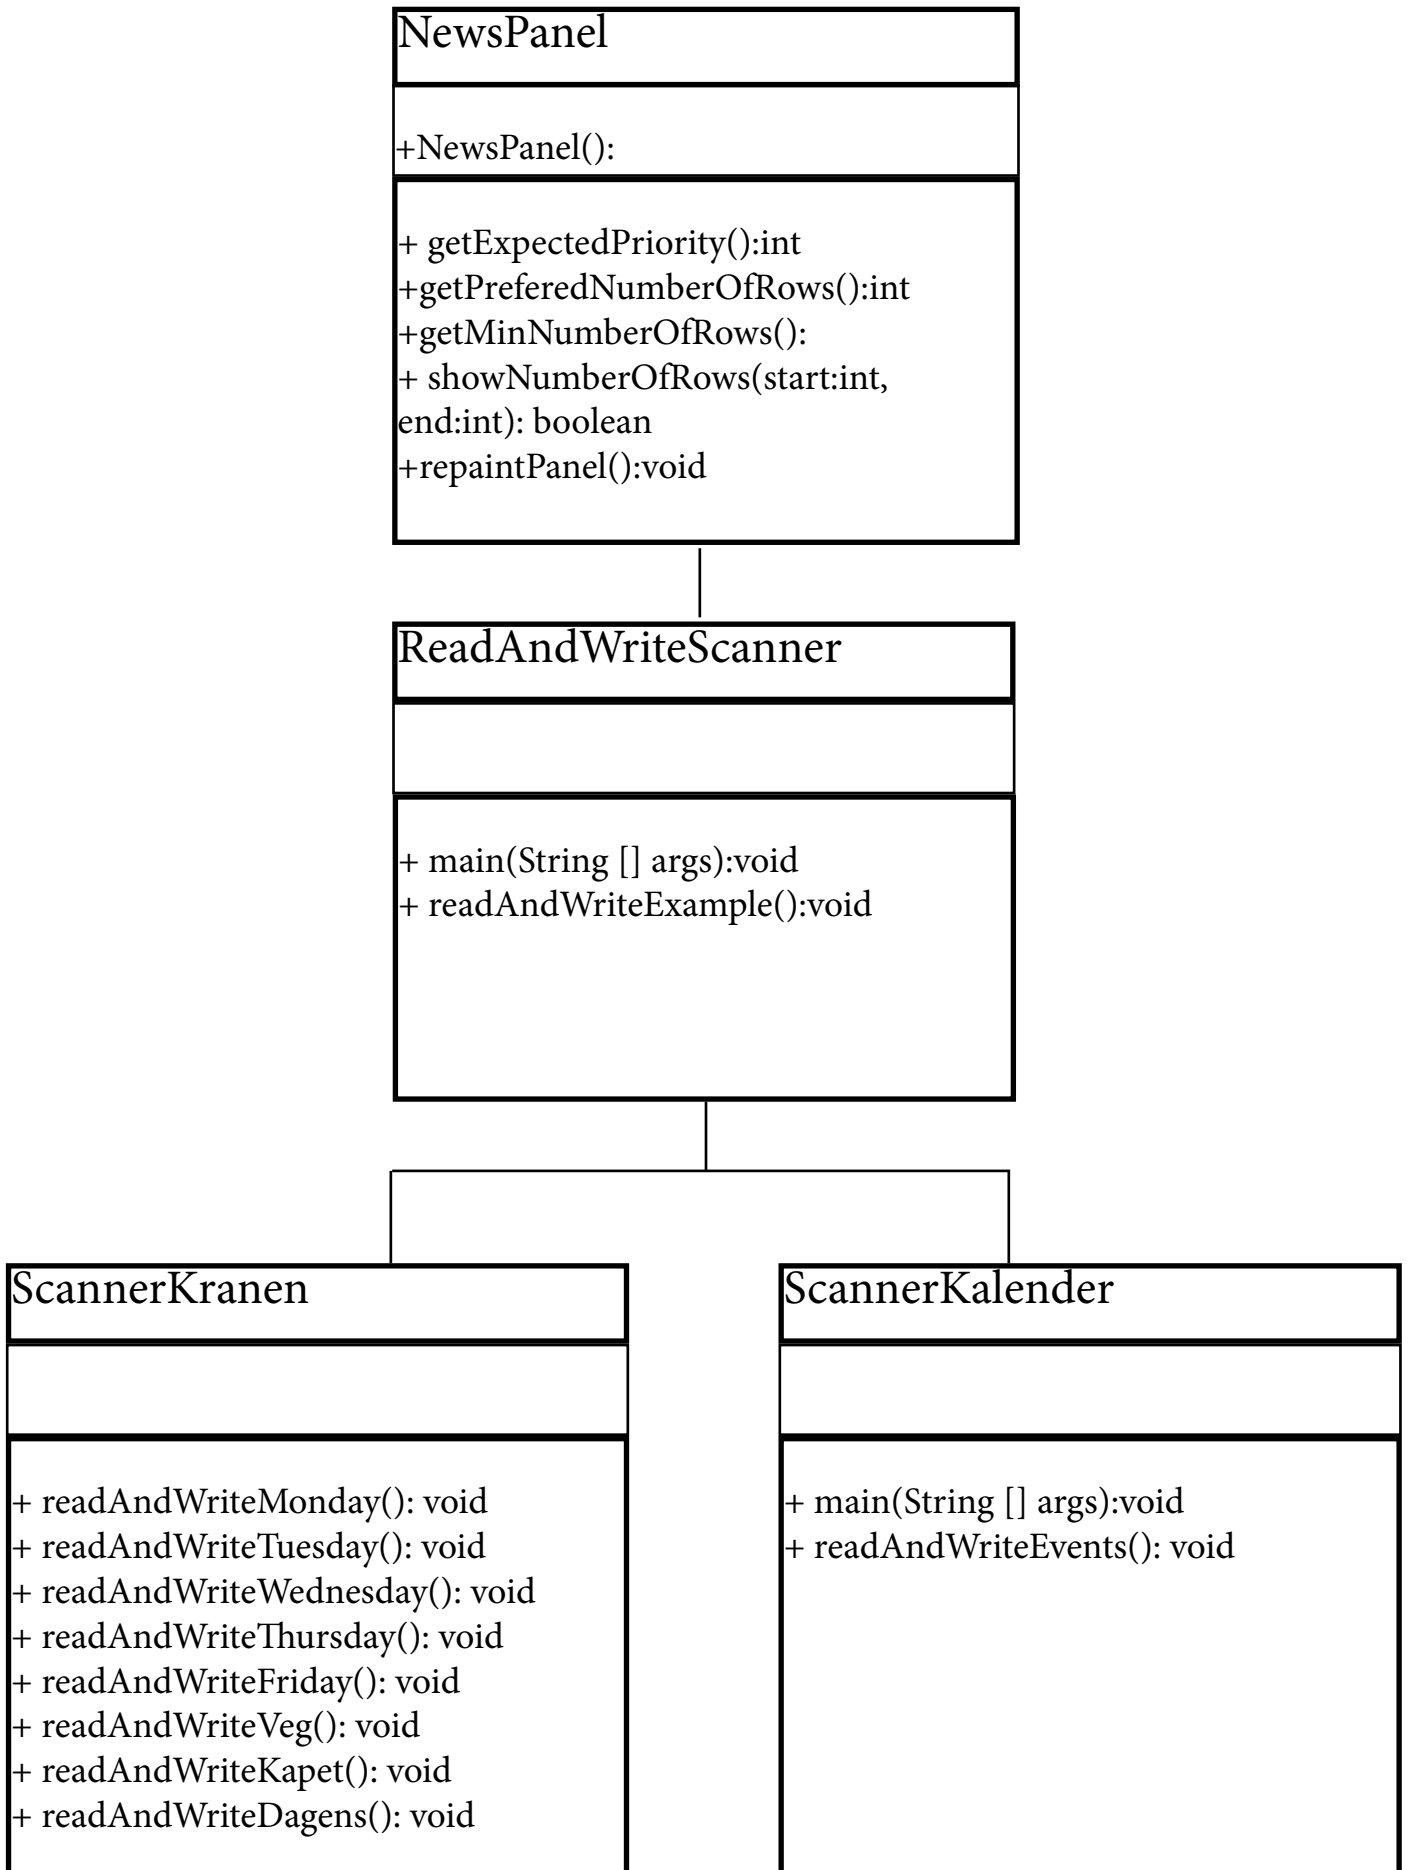 NewsPanel
+NewsPanel():
+ getExpectedPriority():int
+getPreferedNumberOfRows():int
+getMinNumberOfRows():
+ showNumberOfRows(start:int,
end:int): boolean
+repaintPanel():void
ReadAndWriteScanner
+ main(String [] args):void
+ readAndWriteExample():void
ScannerKranen
+ readAndWriteMonday(): void
+ readAndWriteTuesday(): void
+ readAndWriteWednesday(): void
+ readAndWriteThursday(): void
+ readAndWriteFriday(): void
+ readAndWriteVeg(): void
+ readAndWriteKapet(): void
+ readAndWriteDagens(): void
ScannerKalender
+ main(String [] args):void
+ readAndWriteEvents(): void